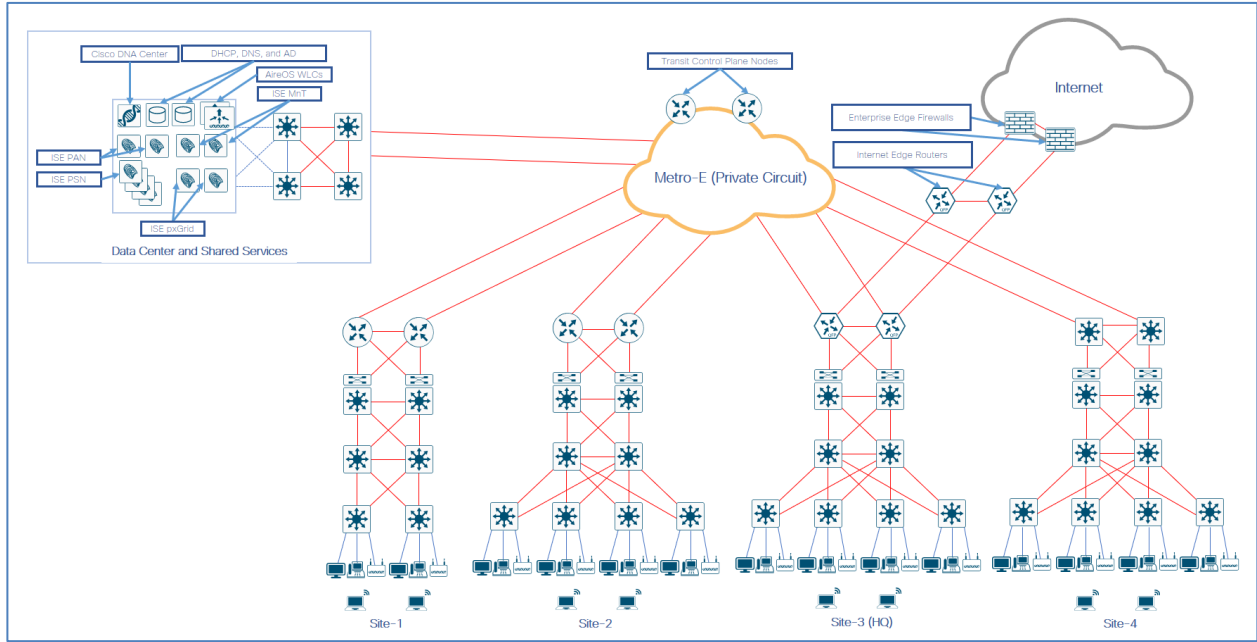 Cisco DNA Center
DHCP, DNS, and AD
AireOS WLCs
ISE MnT
ISE PAN
ISE PSN
ISE pxGrid
Data Center and Shared Services
Transit Control Plane Nodes
Metro-E (Private Circuit)
Internet
Enterprise Edge Firewalls
Internet Edge Routers
Site-1
Site-2
Site-3 (HQ)
Site-4